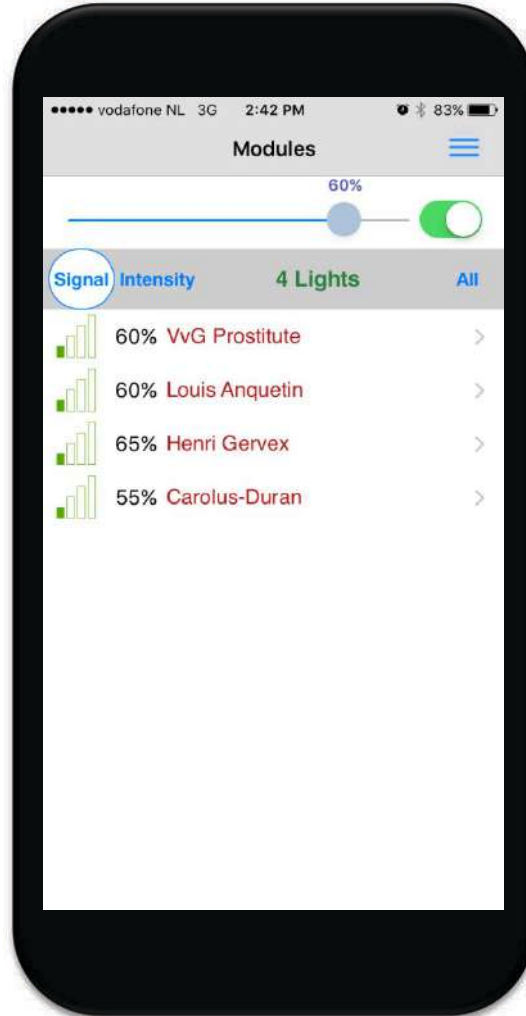 vodafone NL 3G 2:42 PM 83%
Modules
60%
Signal Intensity 4 Lights All
60% VvG Prostitute
60% Louis Anquetin
65% Henri Gervex
55% Carolus-Duran